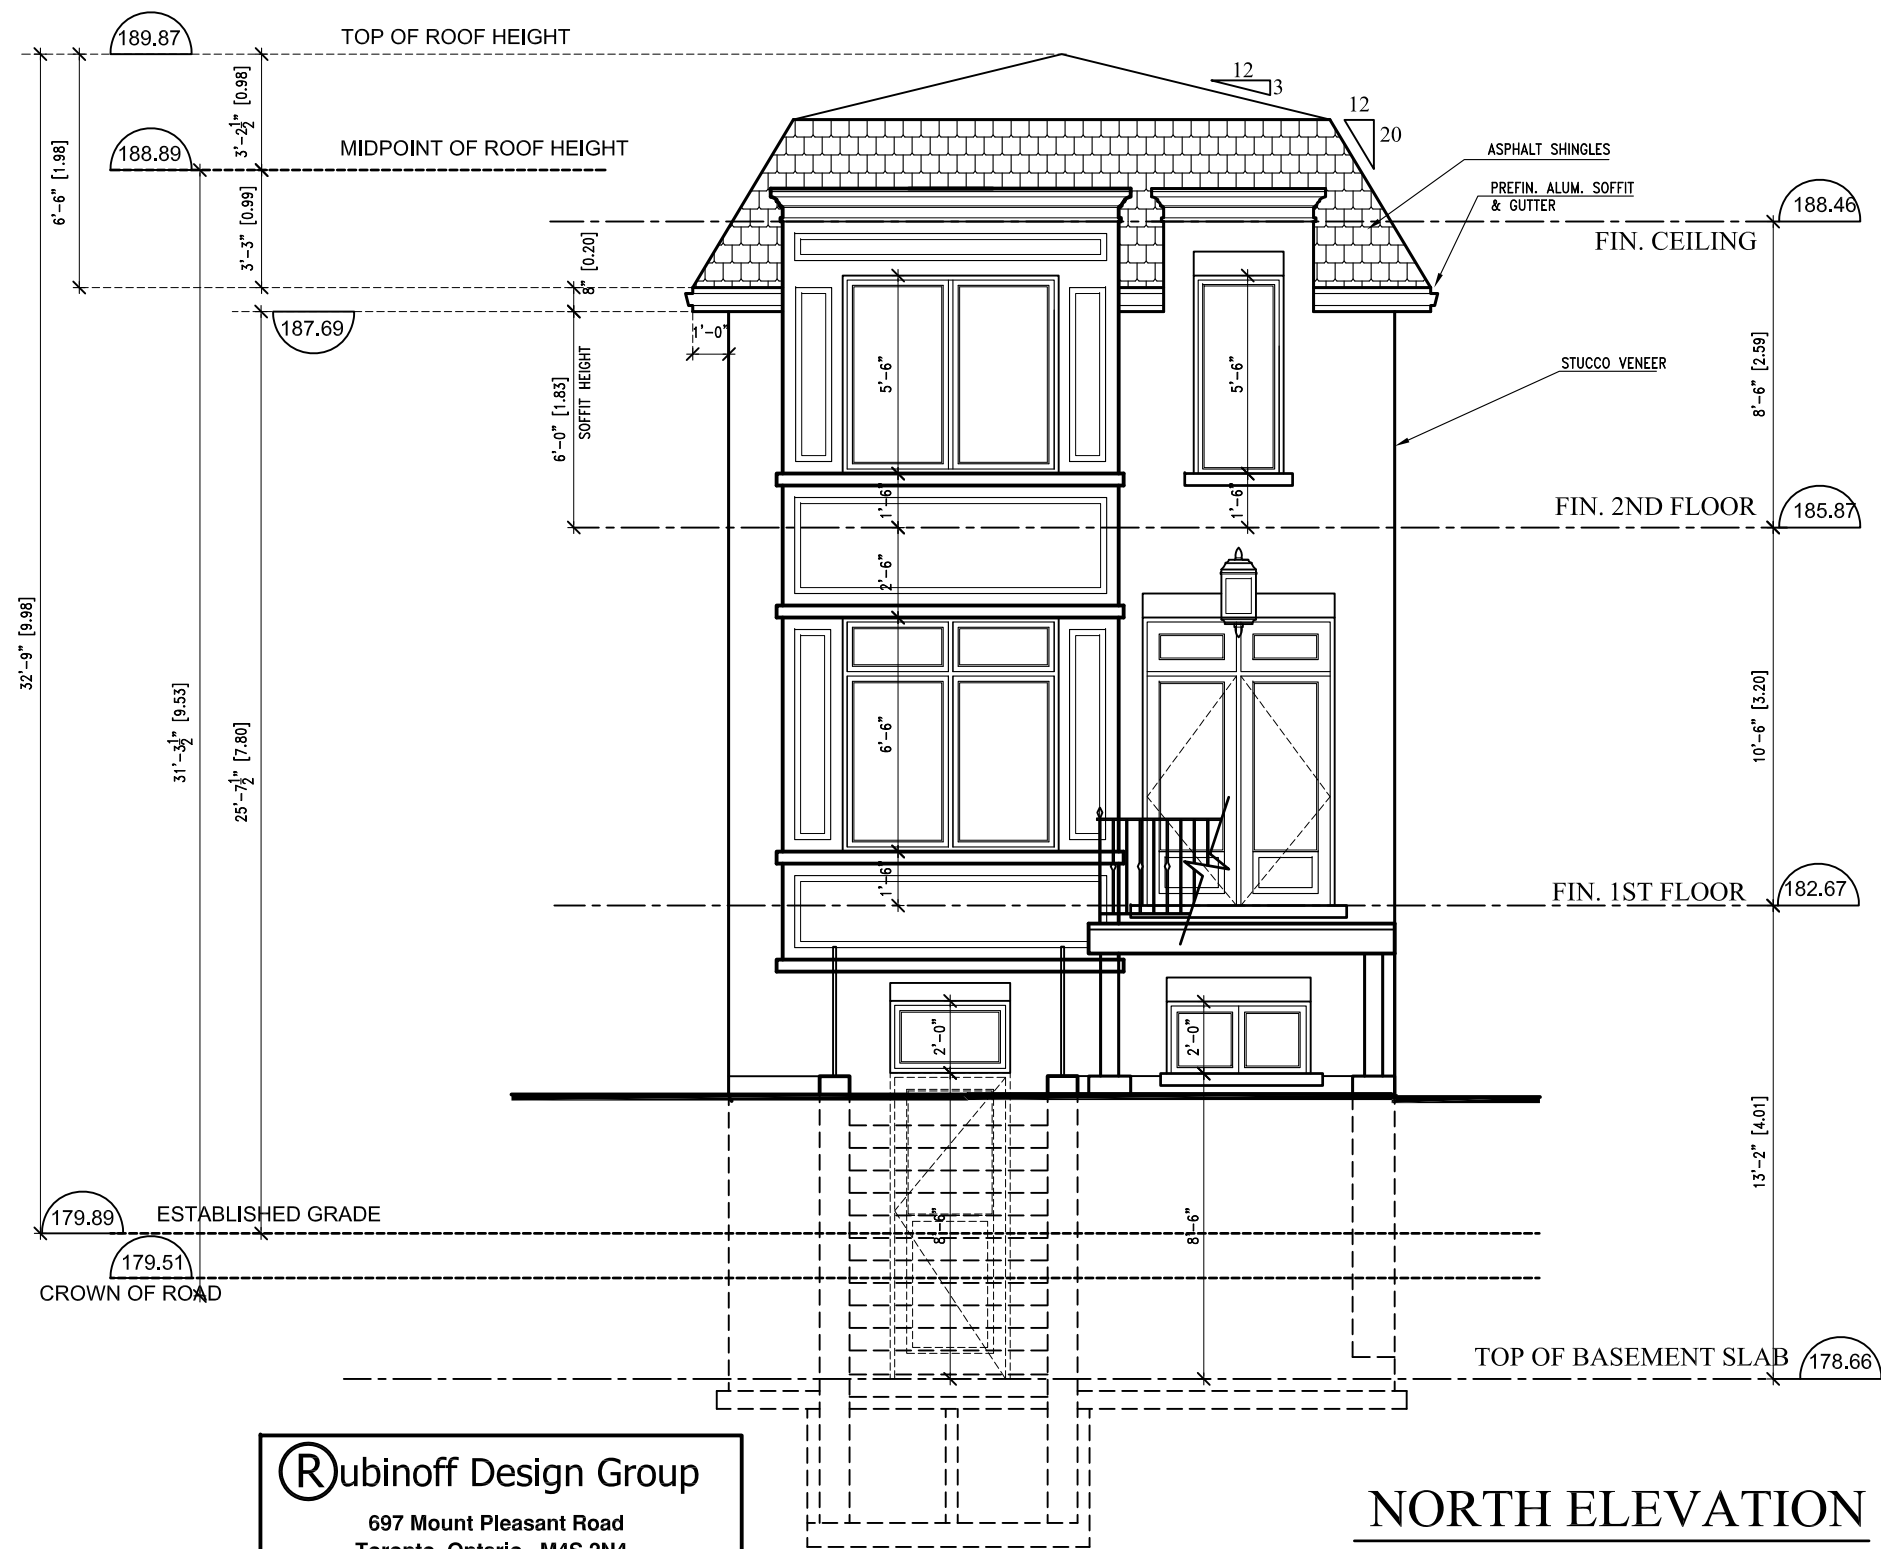 189.87
TOP OF ROOF HEIGHT
3'-2½" [0.98]
12
3
12
20
188.89
MIDPOINT OF ROOF HEIGHT
6'-6" [1.98]
3'-3" [0.99]
ASPHALT SHINGLES
PREFIN. ALUM. SOFFIT
& GUTTER
188.46
FIN. CEILING
8" [0.20]
187.69
1'-0"
6'-0" [1.83]
SOFFIT HEIGHT
5'-6"
5'-6"
STUCCO VENEER
8'-6" [2.59]
1'-6"
1'-6"
FIN. 2ND FLOOR
185.87
2'-6"
32'-9" [9.98]
31'-3½" [9.53]
25'-7½" [7.80]
6'-6"
10'-6" [3.20]
1'-6"
FIN. 1ST FLOOR
182.67
2'-0"
2'-0"
13'-2" [4.01]
179.89
ESTABLISHED GRADE
8'-6"
8'-6"
179.51
CROWN OF ROAD
TOP OF BASEMENT SLAB
178.66
Rubinoff Design Group
697 Mount Pleasant Road
Toronto, Ontario M4S 2N4
NORTH ELEVATION